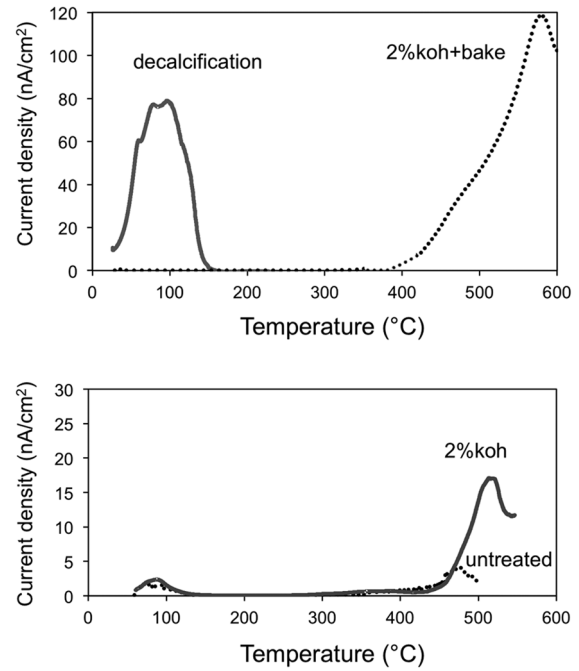 120
100
80
60
40
20
0
Current density (nA/cm²)
decalcification
2%koh+bake
0 100 200 300 400 500 600
Temperature (°C)
30
25
20
15
10
5
0
Current density (nA/cm²)
2%koh
untreated
0 100 200 300 400 500 600
Temperature (°C)